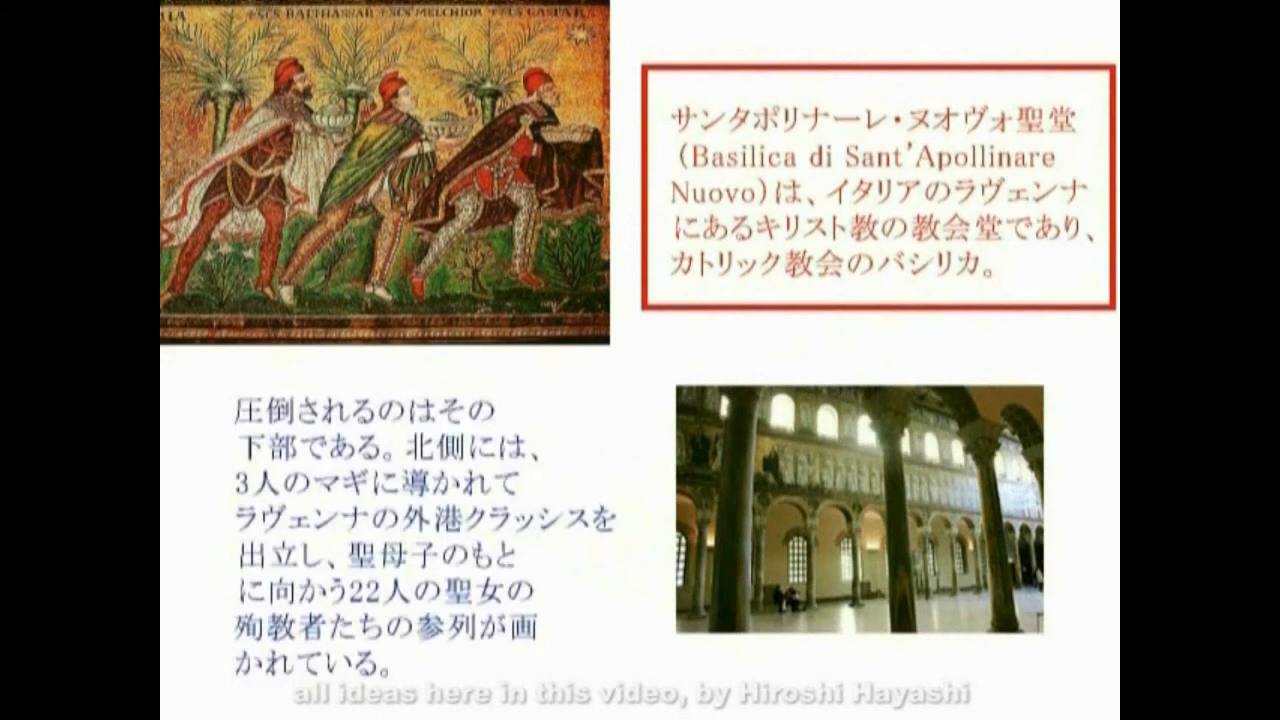 +SCS BALTHASSAR +SCS MELCHIOR +SCS GASPAR
サンタポリナーレ・ヌオヴォ聖堂
（Basilica di Sant'Apollinare
Nuovo）は、イタリアのラヴェンナ
にあるキリスト教の教会堂であり、
カトリック教会のバシリカ。
圧倒されるのはその
下部である。北側には、
3人のマギに導かれて
ラヴェンナの外港クラッシスを
出立し、聖母子のもと
に向かう22人の聖女の
殉教者たちの参列が画
かれている。
all ideas here in this video, by Hiroshi Hayashi